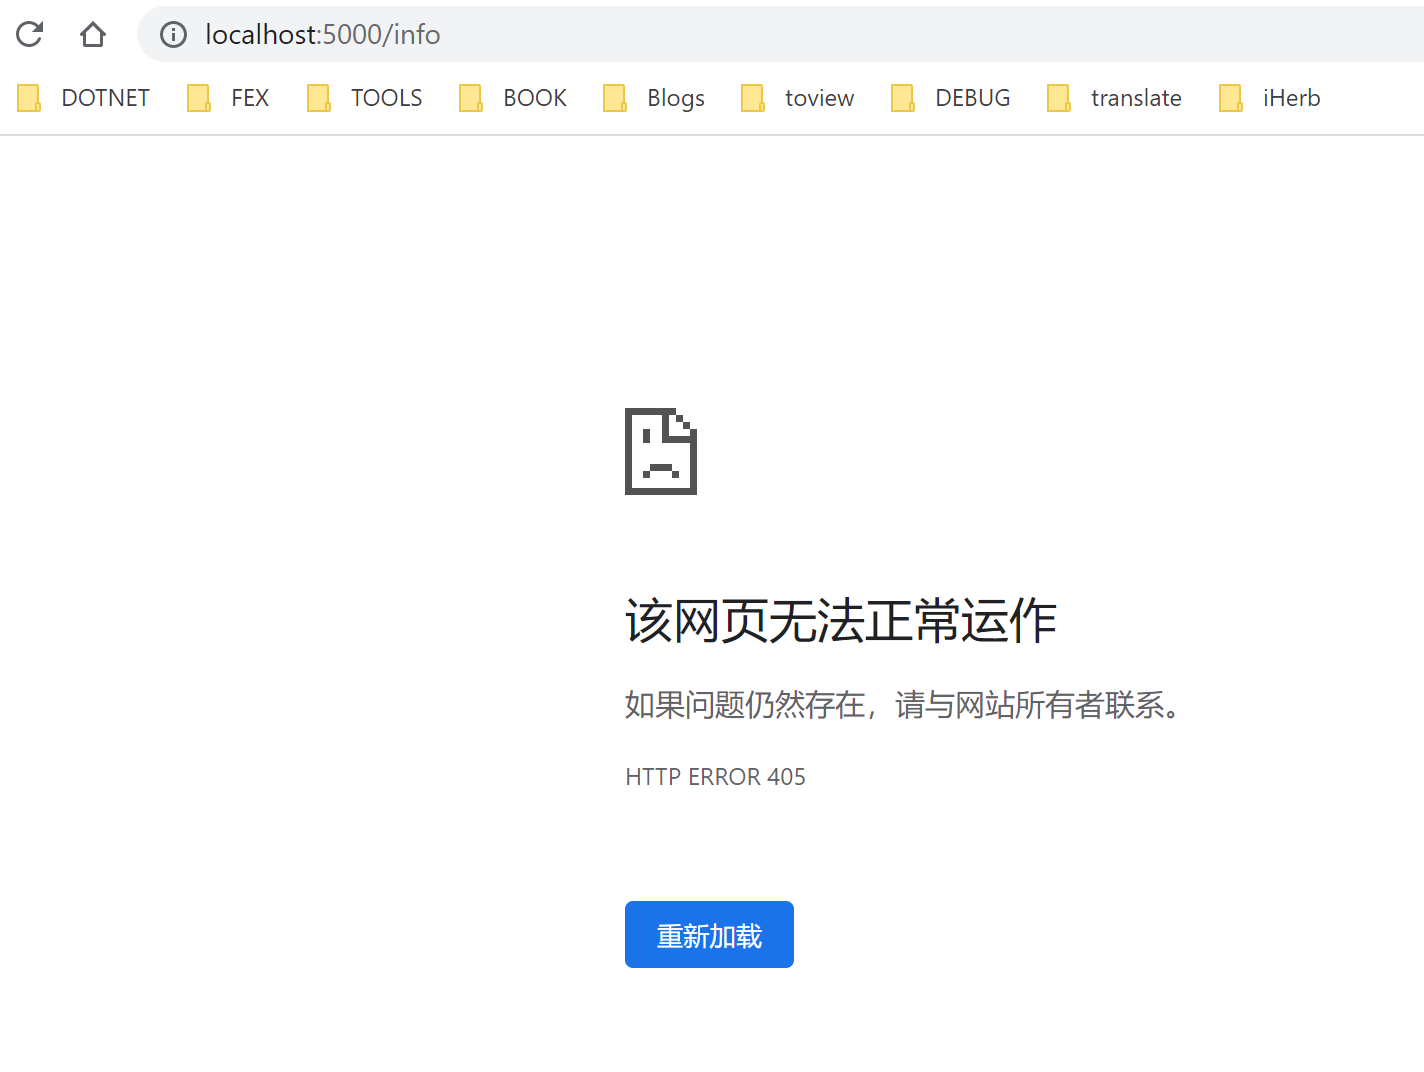 localhost:5000/info
DOTNET FEX TOOLS BOOK Blogs toview DEBUG translate iHerb
该网页无法正常运作
如果问题仍然存在，请与网站所有者联系。
HTTP ERROR 405
重新加载